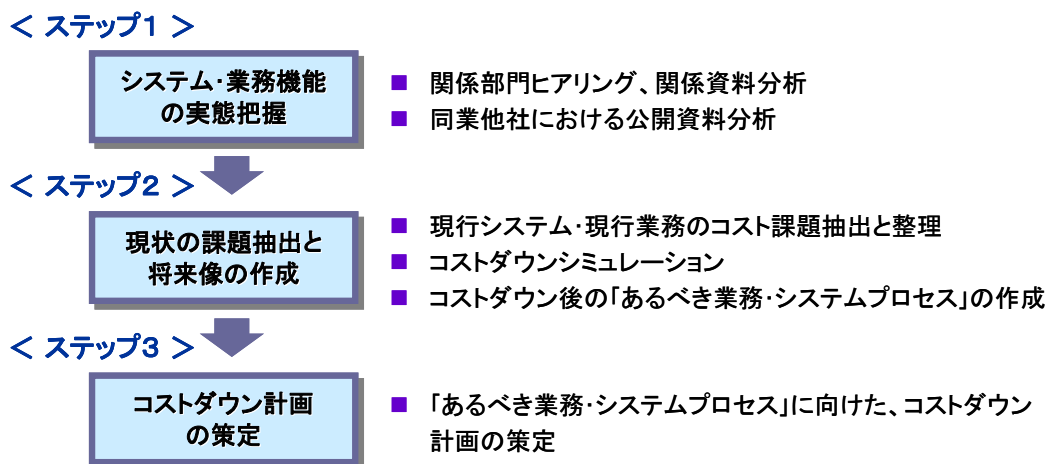 < ステップ1 >
システム・業務機能
の実態把握
■ 関係部門ヒアリング、関係資料分析
■ 同業他社における公開資料分析
< ステップ2 >
現状の課題抽出と
将来像の作成
■ 現行システム・現行業務のコスト課題抽出と整理
■ コストダウンシミュレーション
■ コストダウン後の「あるべき業務・システムプロセス」の作成
< ステップ3 >
コストダウン計画
の策定
■ 「あるべき業務・システムプロセス」に向けた、コストダウン
計画の策定